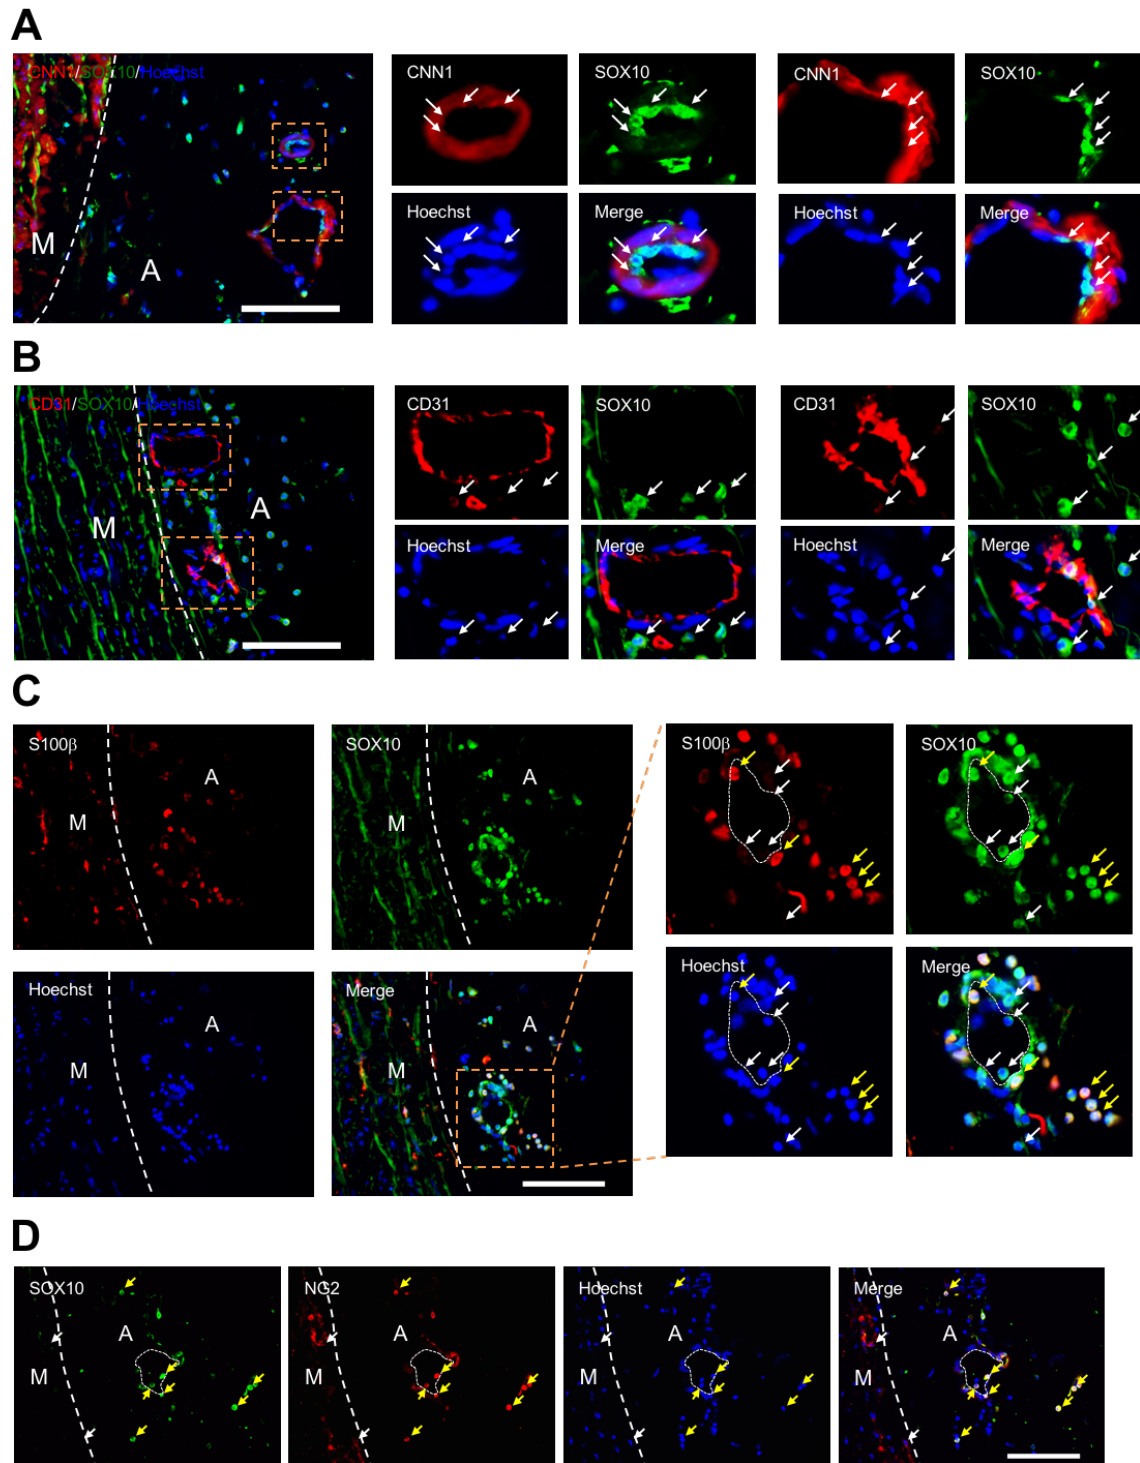 A
CNN1/SOX10/Hoechst
CNN1
SOX10
CNN1
SOX10
Hoechst
Merge
Hoechst
Merge
M
A
B
CD31/SOX10/Hoechst
CD31
SOX10
CD31
SOX10
Hoechst
Merge
Hoechst
Merge
M
A
C
S100β
A
M
SOX10
A
M
S100β
SOX10
Hoechst
A
M
Merge
A
M
Hoechst
Merge
D
SOX10
A
M
NG2
A
M
Hoechst
A
M
Merge
A
M